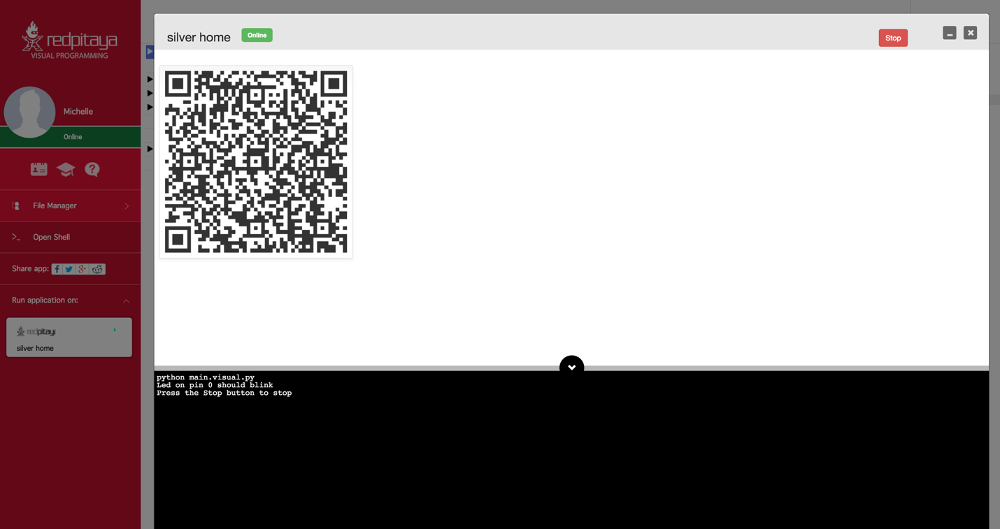 redpitaya
VISUAL PROGRAMMING
Michelle
Online
File Manager
Open Shell
Share app:
Run application on:
redpitaya
silver home
silver home
Online
Stop
python main.visual.py
Led on pin 0 should blink
Press the Stop button to stop